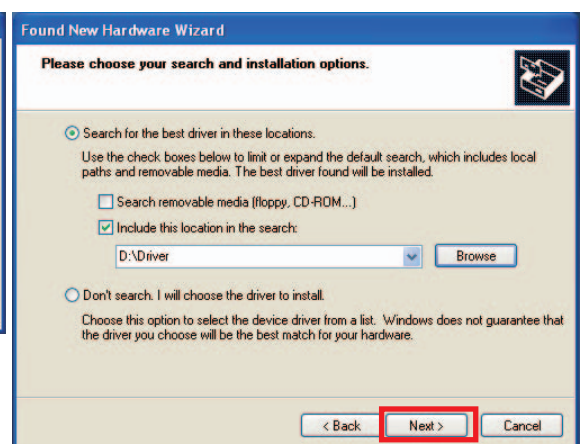 Found New Hardware Wizard
Please choose your search and installation options.
Search for the best driver in these locations.
Use the check boxes below to limit or expand the default search, which includes local
paths and removable media. The best driver found will be installed.
Search removable media (floppy, CD-ROM...)
Include this location in the search:
D:\Driver
Browse
Don't search. I will choose the driver to install.
Choose this option to select the device driver from a list. Windows does not guarantee that
the driver you choose will be the best match for your hardware.
< Back Next > Cancel